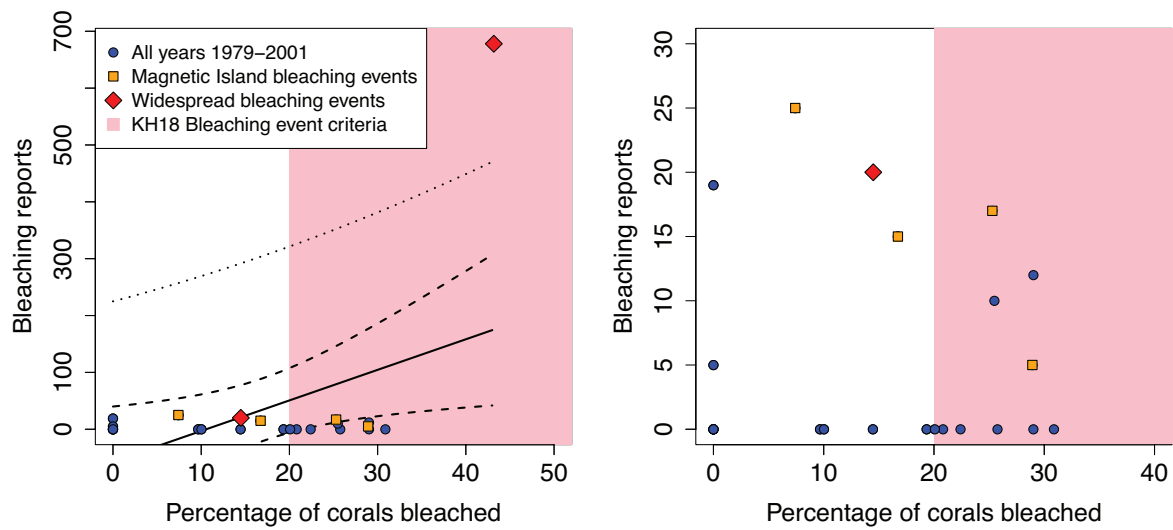 700
500
300
100
0
Bleaching reports
All years 1979−2001
Magnetic Island bleaching events
Widespread bleaching events
KH18 Bleaching event criteria
0 10 20 30 40 50
Percentage of corals bleached
30
25
20
15
10
5
0
Bleaching reports
0 10 20 30 40
Percentage of corals bleached